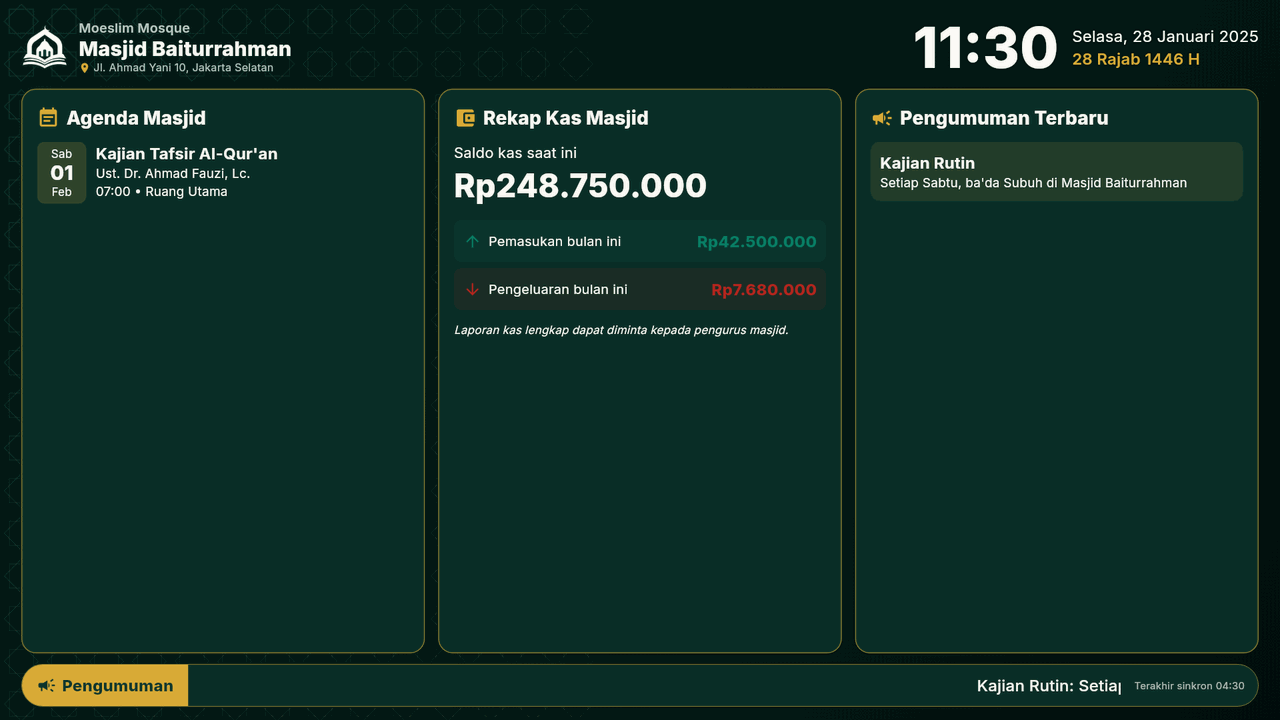 Moeslim Mosque
Masjid Baiturrahman
Jl. Ahmad Yani 10, Jakarta Selatan
11:30
Selasa, 28 Januari 2025
28 Rajab 1446 H
Agenda Masjid
Sab
01
Feb
Kajian Tafsir Al-Qur'an
Ust. Dr. Ahmad Fauzi, Lc.
07:00 • Ruang Utama
Rekap Kas Masjid
Saldo kas saat ini
Rp248.750.000
Pemasukan bulan ini Rp42.500.000
Pengeluaran bulan ini Rp7.680.000
Laporan kas lengkap dapat diminta kepada pengurus masjid.
Pengumuman Terbaru
Kajian Rutin
Setiap Sabtu, ba'da Subuh di Masjid Baiturrahman
Pengumuman
Kajian Rutin: Setia
Terakhir sinkron 04:30